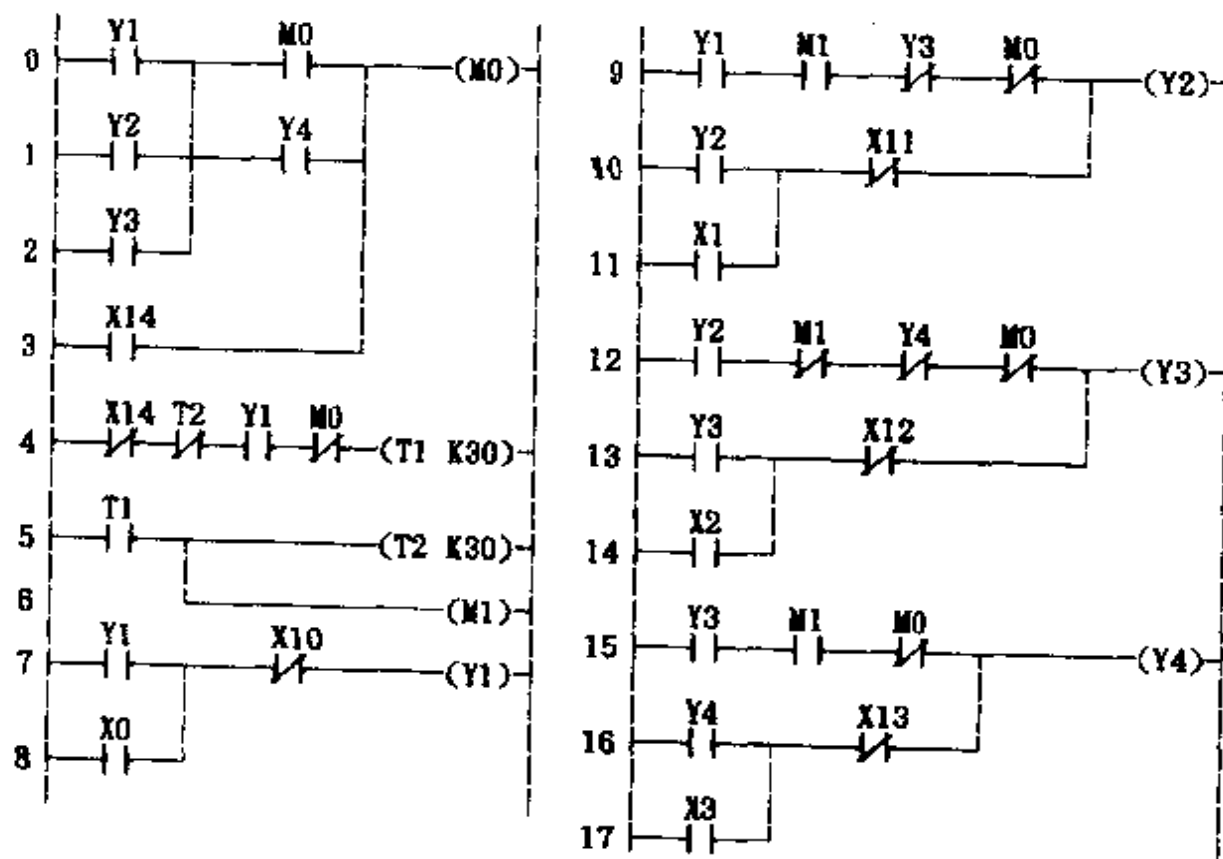 Y1 M0
0 (M0)
Y2 Y4
1
Y3
2
X14
3
X14 T2 Y1 M0
4 (T1 K30)
T1
5 (T2 K30)
6 (M1)
Y1 X10
7 (Y1)
X0
8
Y1 M1 Y3 M0
9 (Y2)
Y2 X11
10
X1
11
Y2 M1 Y4 M0
12 (Y3)
Y3 X12
13
X2
14
Y3 M1 M0
15 (Y4)
Y4 X13
16
X3
17